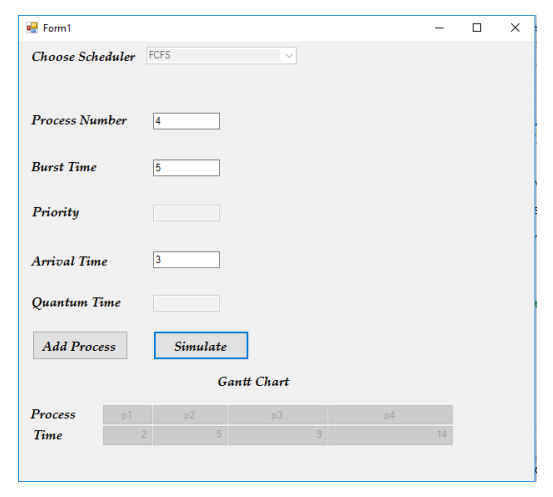 Form1
Choose Scheduler FCFS
Process Number 4
Burst Time 5
Priority
Arrival Time 3
Quantum Time
Add Process Simulate
Gantt Chart
Process p1 p2 p3 p4
Time 2 5 9 14